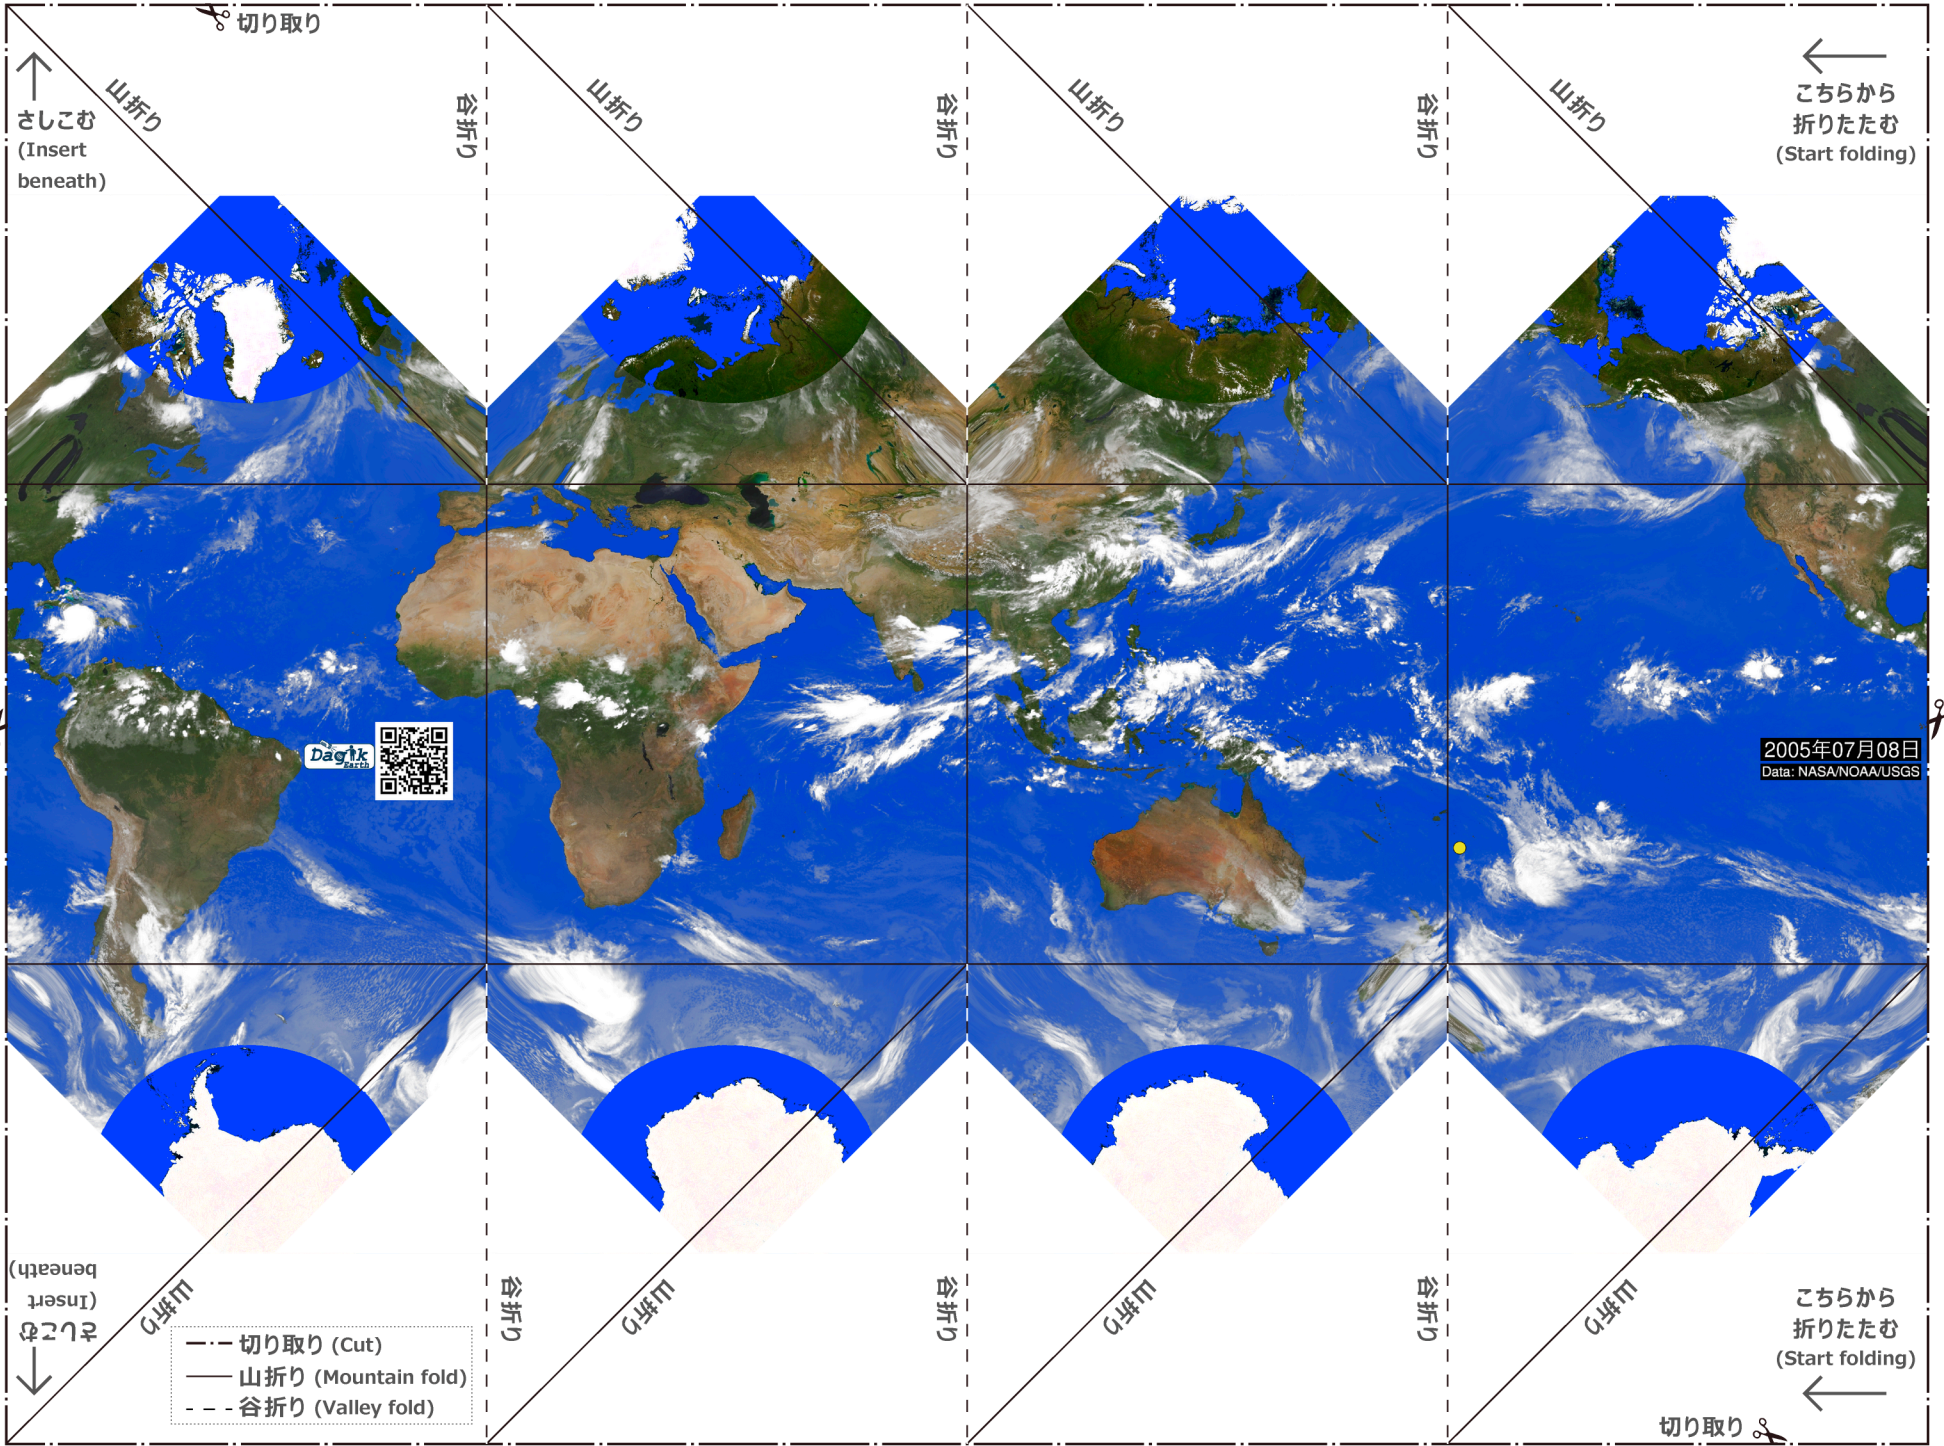 切り取り
山折り
谷折り
山折り
谷折り
山折り
谷折り
山折り
さしこむ
(Insert
beneath)
こちらから
折りたたむ
(Start folding)
Dagik
Earth
2005年07月08日
Data: NASA/NOAA/USGS
さしこむ
(Insert
beneath)
山折り
谷折り
山折り
谷折り
山折り
谷折り
山折り
切り取り (Cut)
山折り (Mountain fold)
谷折り (Valley fold)
こちらから
折りたたむ
(Start folding)
切り取り